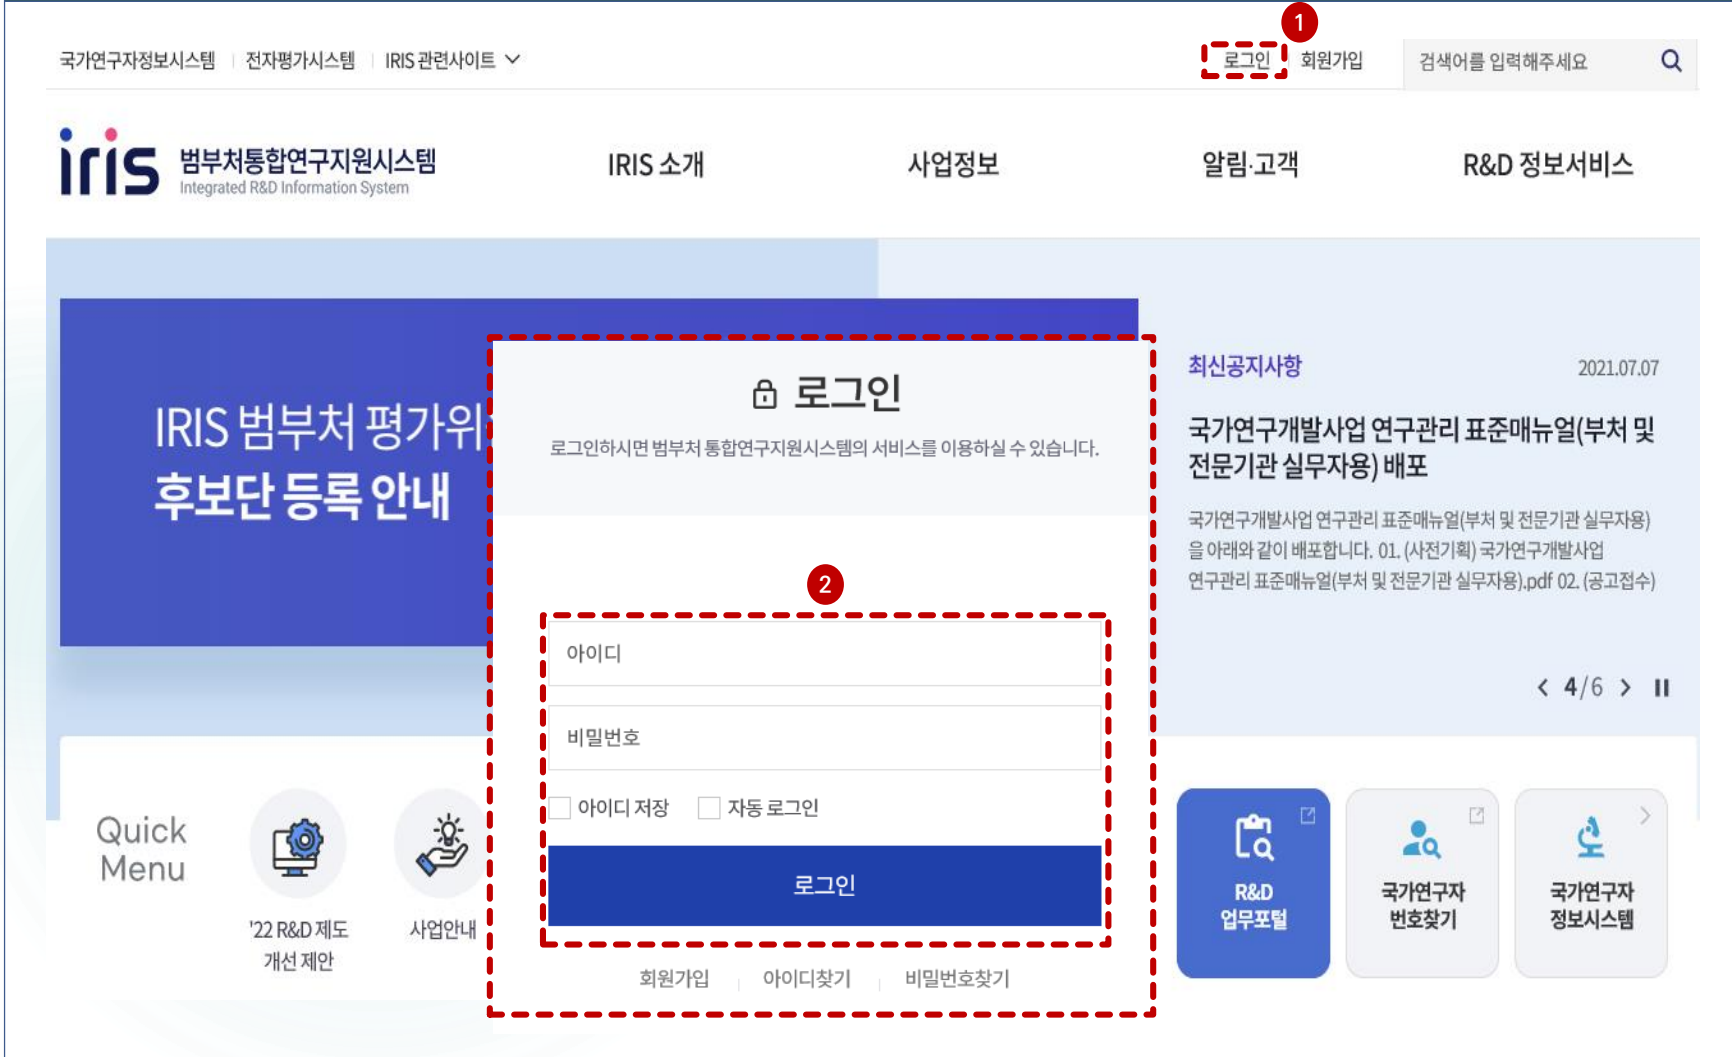 1
국가연구자정보시스템 전자평가시스템 IRIS 관련사이트
로그인 회원가입 검색어를 입력해주세요
iris 범부처통합연구지원시스템
Integrated R&D Information System
IRIS 소개 사업정보 알림·고객 R&D 정보서비스
IRIS 범부처 평가위
후보단 등록 안내
로그인
로그인하시면 범부처 통합연구지원시스템의 서비스를 이용하실 수 있습니다.
2
아이디
비밀번호
아이디 저장 자동 로그인
로그인
회원가입 아이디찾기 비밀번호찾기
최신공지사항 2021.07.07
국가연구개발사업 연구관리 표준매뉴얼(부처 및
전문기관 실무자용) 배포
국가연구개발사업 연구관리 표준매뉴얼(부처 및 전문기관 실무자용)
을 아래와 같이 배포합니다. 01. (사전기획) 국가연구개발사업
연구관리 표준매뉴얼(부처 및 전문기관 실무자용).pdf 02. (공고접수)
4/6
Quick
Menu
'22 R&D 제도
개선 제안
사업안내
R&D
업무포털
국가연구자
번호찾기
국가연구자
정보시스템